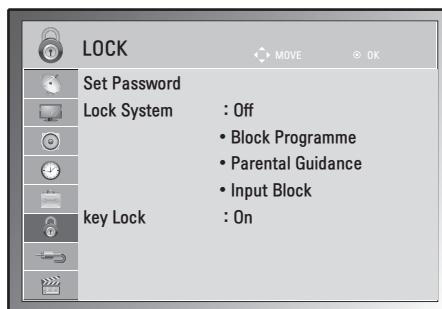 LOCK
MOVE
OK
Set Password
Lock System : Off
• Block Programme
• Parental Guidance
• Input Block
key Lock : On